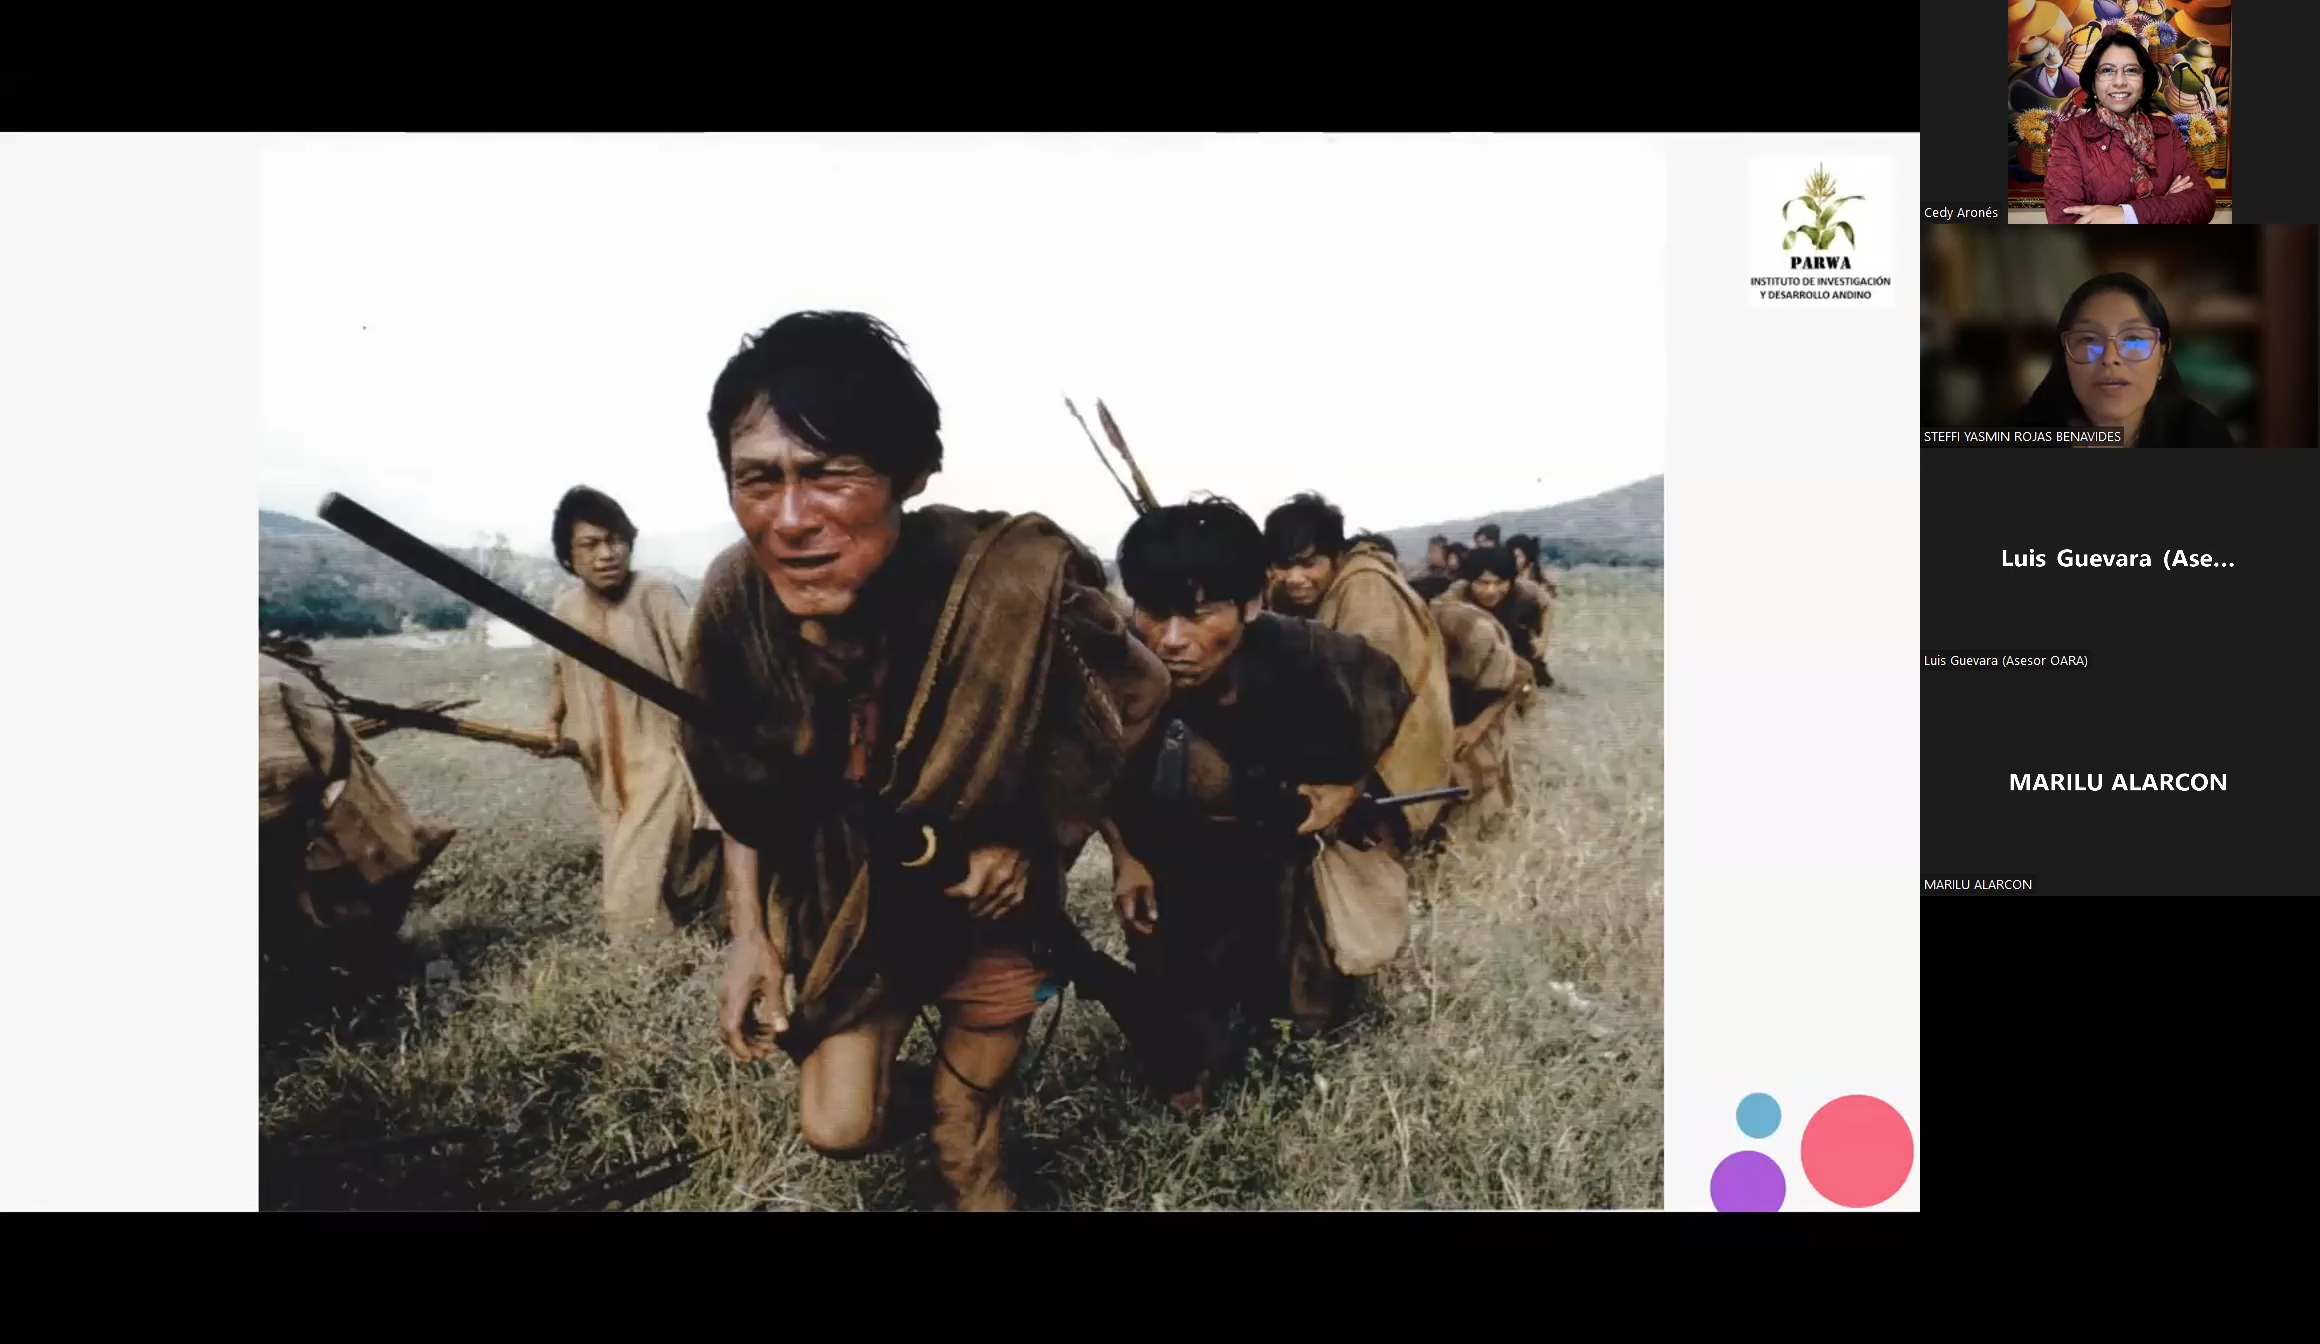 PARWA
INSTITUTO DE INVESTIGACIÓN
Y DESARROLLO ANDINO
Cedy Aronés
STEFFI YASMIN ROJAS BENAVIDES
Luis Guevara (Ase...
Luis Guevara (Asesor OARA)
MARILU ALARCON
MARILU ALARCON